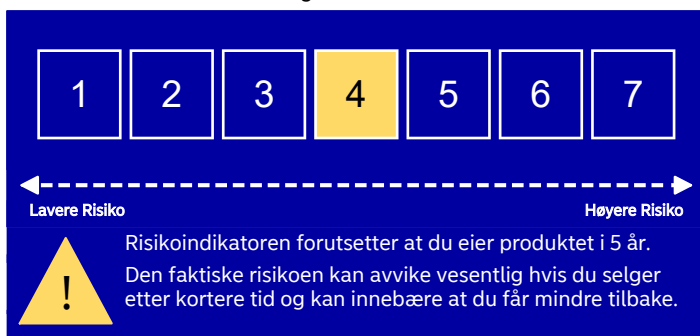 1 2 3 4 5 6 7
Lavere Risiko Høyere Risiko
! Risikoindikatoren forutsetter at du eier produktet i 5 år.
Den faktiske risikoen kan avvike vesentlig hvis du selger
etter kortere tid og kan innebære at du får mindre tilbake.